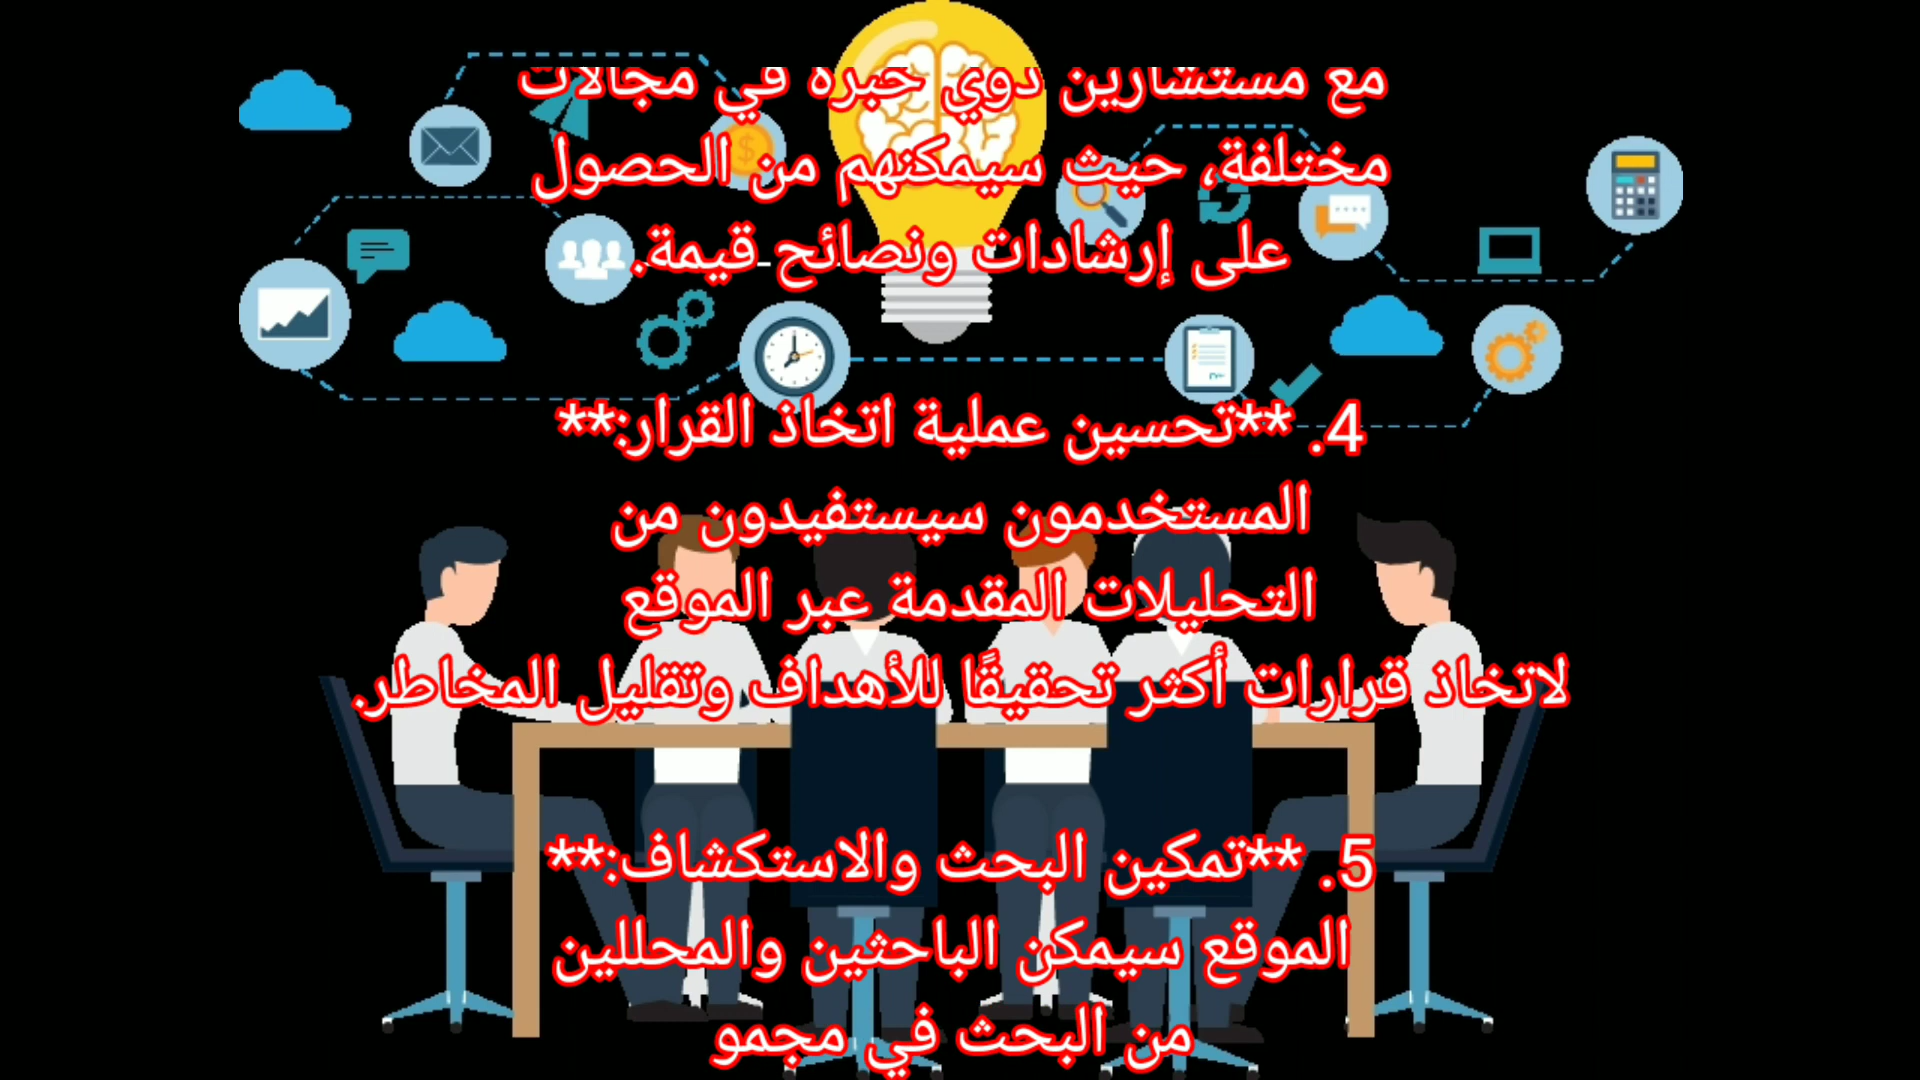 مع مستشارين ذوي خبرة في مجالات
مختلفة، حيث سيمكنهم من الحصول
على إرشادات ونصائح قيمة.
4. **تحسين عملية اتخاذ القرار:**
المستخدمون سيستفيدون من
التحليلات المقدمة عبر الموقع
لاتخاذ قرارات أكثر تحقيقًا للأهداف وتقليل المخاطر.
5. **تمكين البحث والاستكشاف:**
الموقع سيمكن الباحثين والمحللين
من البحث في مجمو